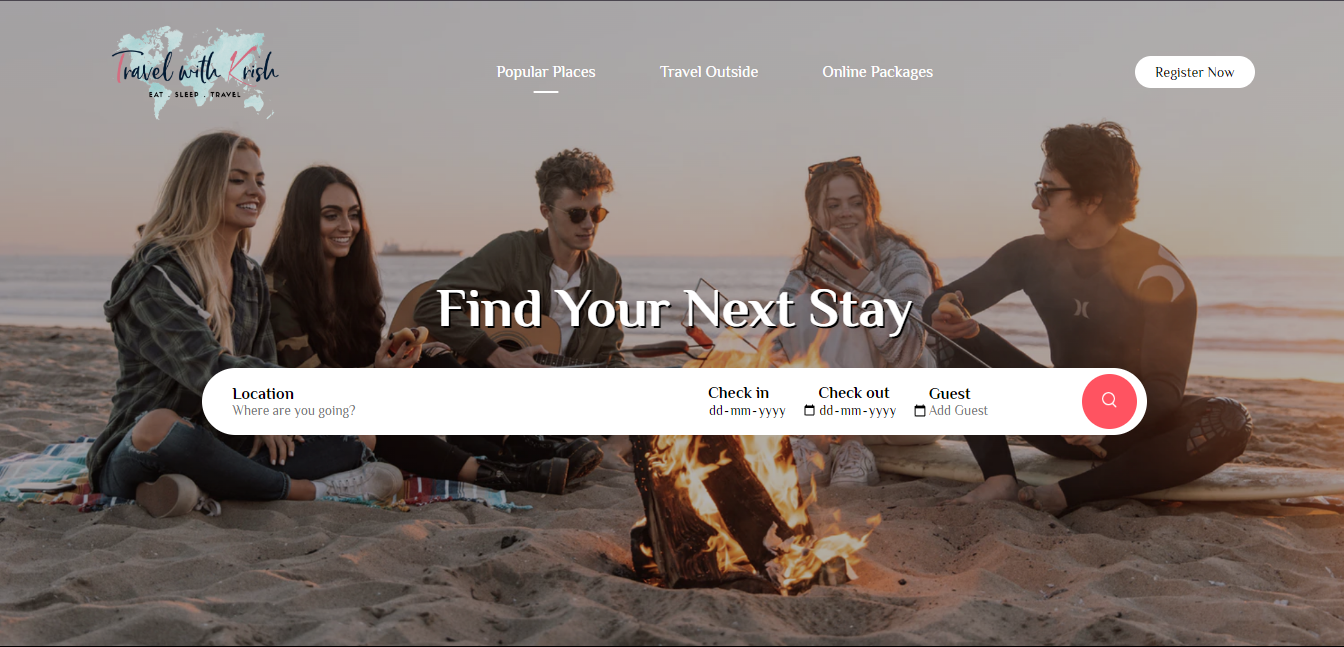 Travel with Krish
EAT . SLEEP . TRAVEL
Popular Places
Travel Outside
Online Packages
Register Now
Find Your Next Stay
Location
Where are you going?
Check in
dd-mm-yyyy
Check out
dd-mm-yyyy
Guest
Add Guest